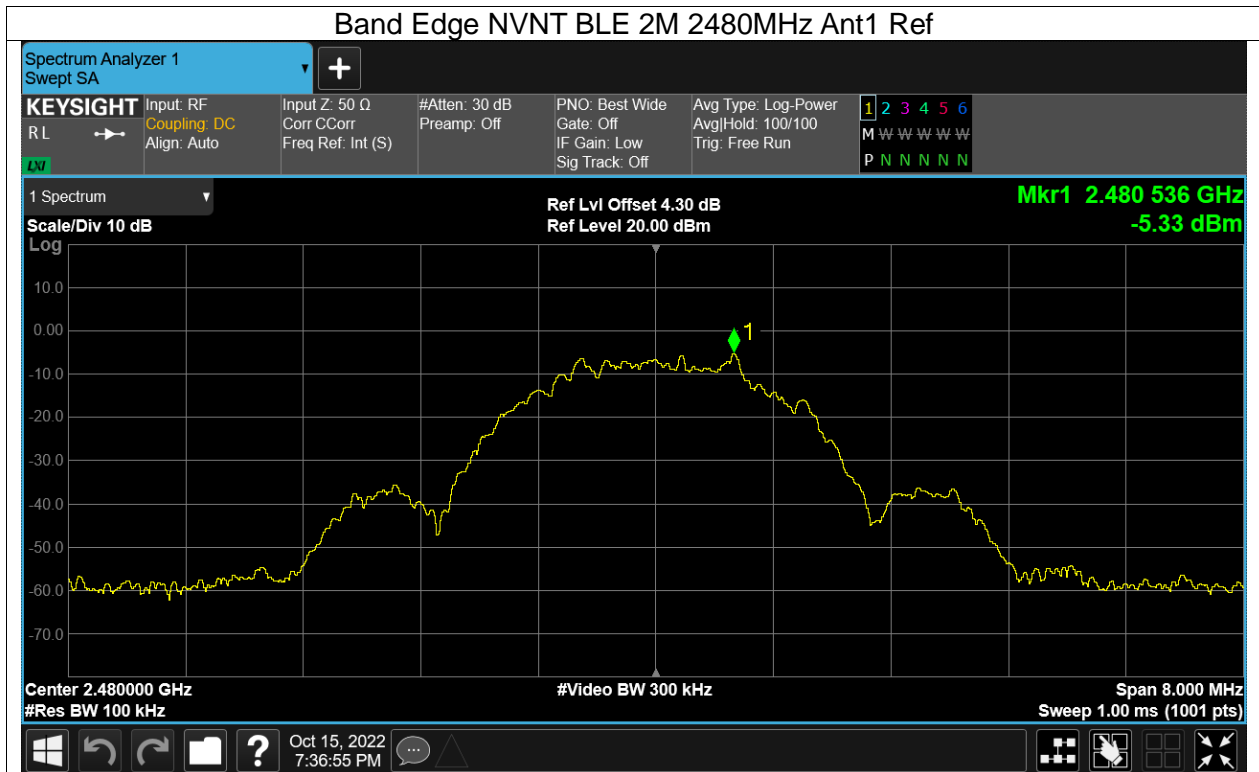 Band Edge NVNT BLE 2M 2480MHz Ant1 Ref
Spectrum Analyzer 1
Swept SA
KEYSIGHT
R L
LXI
Input: RF
Coupling: DC
Align: Auto
Input Z: 50 Ω
Corr CCorr
Freq Ref: Int (S)
#Atten: 30 dB
Preamp: Off
PNO: Best Wide
Gate: Off
IF Gain: Low
Sig Track: Off
Avg Type: Log-Power
Avg|Hold: 100/100
Trig: Free Run
1 2 3 4 5 6
M W W W W W W
P N N N N N N
1 Spectrum
Scale/Div 10 dB
Ref Lvl Offset 4.30 dB
Ref Level 20.00 dBm
Mkr1 2.480 536 GHz
-5.33 dBm
Log
10.0
0.00
-10.0
-20.0
-30.0
-40.0
-50.0
-60.0
-70.0
1
Center 2.480000 GHz
#Res BW 100 kHz
#Video BW 300 kHz
Span 8.000 MHz
Sweep 1.00 ms (1001 pts)
?
Oct 15, 2022
7:36:55 PM